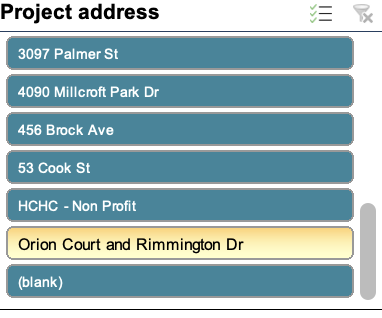 Project address
3097 Palmer St
4090 Millcroft Park Dr
456 Brock Ave
53 Cook St
HCHC - Non Profit
Orion Court and Rimmington Dr
(blank)